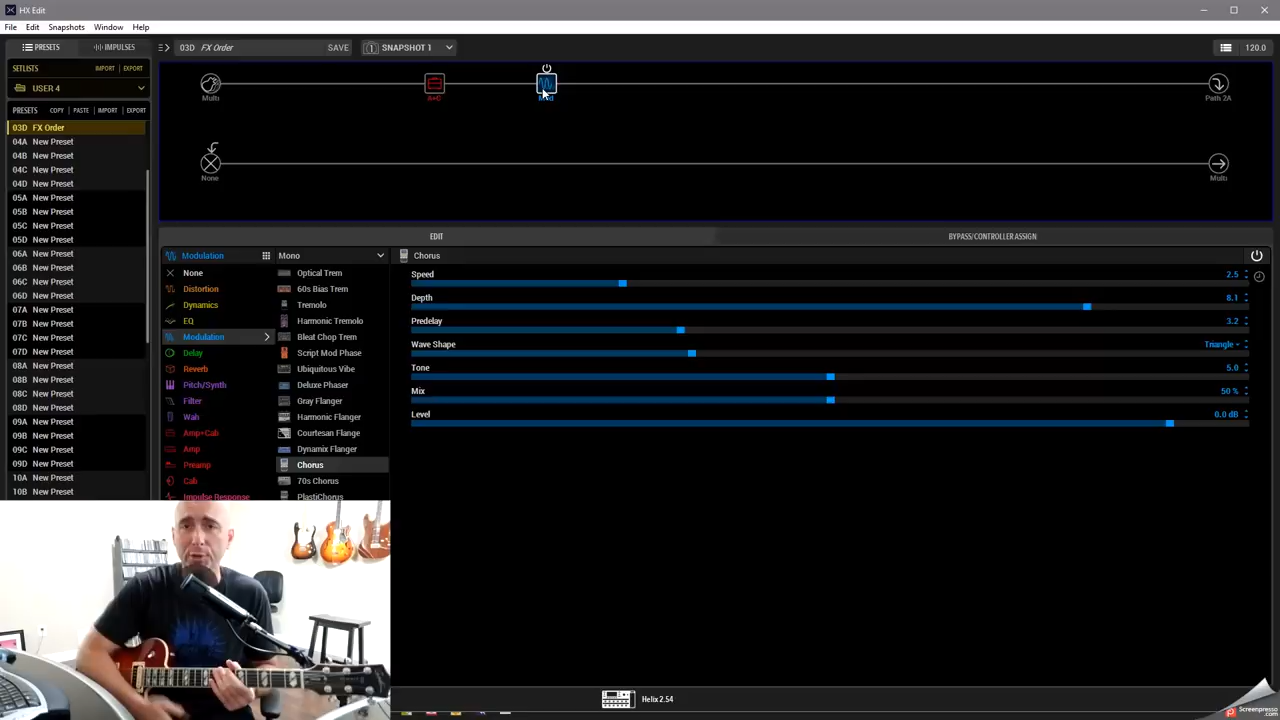 HX Edit
File Edit Snapshots Window Help
PRESETS IMPULSES
03D FX Order SAVE 1 SNAPSHOT 1 120.0
SETLISTS IMPORT EXPORT
USER 4
PRESETS COPY PASTE IMPORT EXPORT
03D FX Order
04A New Preset
04B New Preset
04C New Preset
04D New Preset
05A New Preset
05B New Preset
05C New Preset
05D New Preset
06A New Preset
06B New Preset
06C New Preset
06D New Preset
07A New Preset
07B New Preset
07C New Preset
07D New Preset
08A New Preset
08B New Preset
08C New Preset
08D New Preset
09A New Preset
09B New Preset
09C New Preset
09D New Preset
10A New Preset
10B New Preset
Multi A+C Mod Path 2A
None Multi
EDIT BYPASS/CONTROLLER ASSIGN
Modulation Mono
None
Distortion
Dynamics
EQ
Modulation
Delay
Reverb
Pitch/Synth
Filter
Wah
Amp+Cab
Amp
Preamp
Cab
Impulse Response
Optical Trem
60s Bias Trem
Tremolo
Harmonic Tremolo
Bleat Chop Trem
Script Mod Phase
Ubiquitous Vibe
Deluxe Phaser
Gray Flanger
Harmonic Flanger
Courtesan Flange
Dynamix Flanger
Chorus
70s Chorus
PlastiChorus
Chorus
Speed 2.5
Depth 8.1
Predelay 3.2
Wave Shape Triangle
Tone 5.0
Mix 50 %
Level 0.0 dB
Helix 2.54
Screenpresso
.com